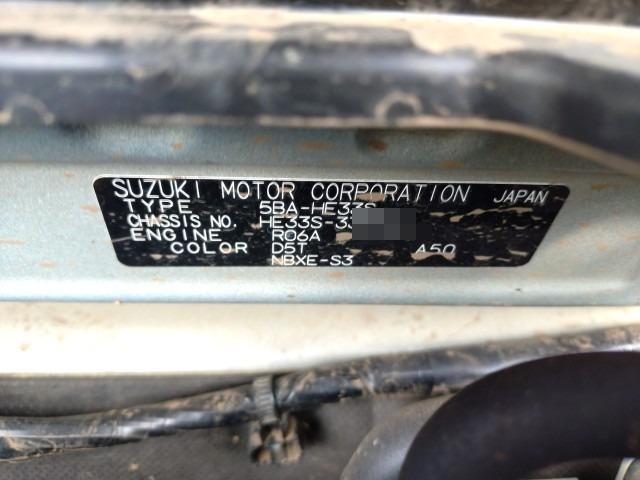 SUZUKI MOTOR CORPORATION JAPAN
TYPE 5BA-HE33S
CHASSIS NO. HE33S-3
ENGINE R06A
COLOR D5T A50
NBXE-S3